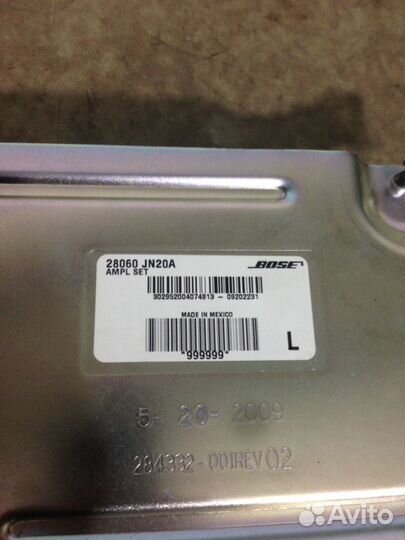 28060 JN20A
AMPL SET
BOSE
302952004074913 - 09202231
MADE IN MEXICO
*999999*
L
5- 20- 2009
284332-001REV02
Avito